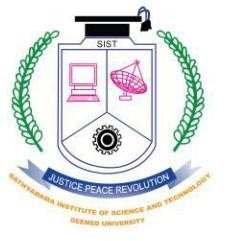 SIST
JUSTICE PEACE REVOLUTION
SATHYABAMA INSTITUTE OF SCIENCE AND TECHNOLOGY
DEEMED UNIVERSITY